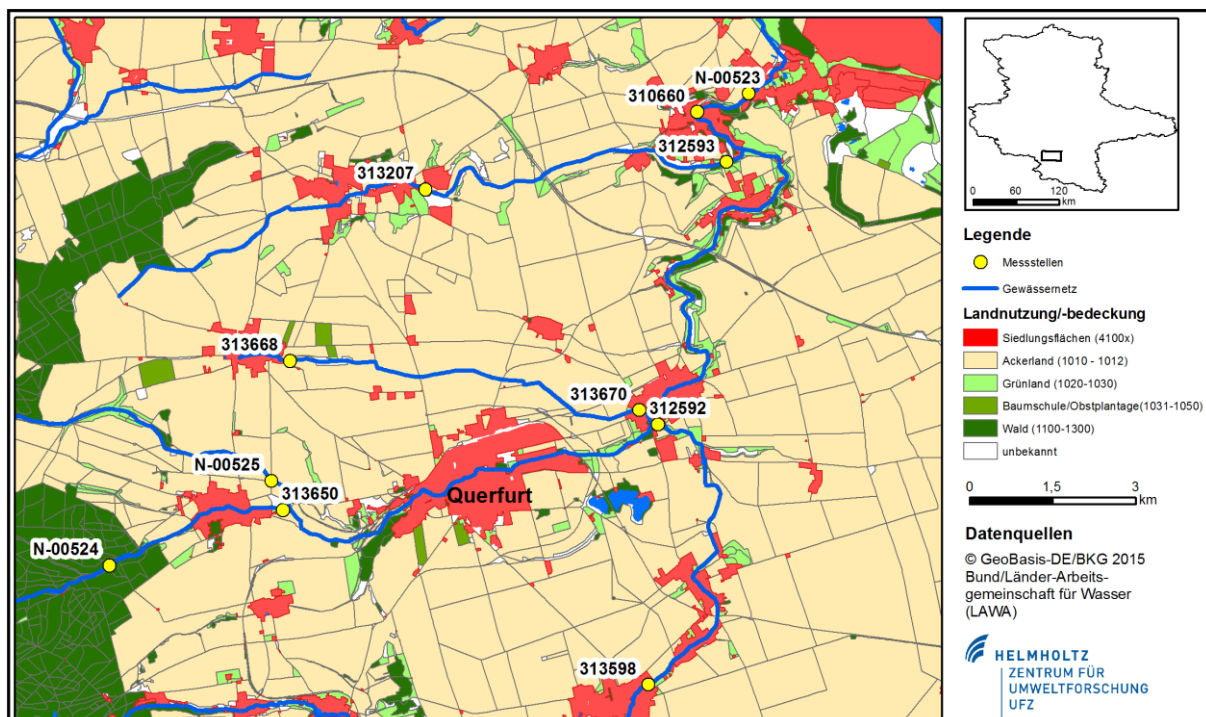 N-00523
310660
312593
313207
313668
313670
312592
N-00525
313650
Querfurt
N-00524
313598
0 60 120
km
Legende
Messstellen
Gewässernetz
Landnutzung/-bedeckung
Siedlungsflächen (4100x)
Ackerland (1010 - 1012)
Grünland (1020-1030)
Baumschule/Obstplantage(1031-1050)
Wald (1100-1300)
unbekannt
0 1,5 3
km
Datenquellen
© GeoBasis-DE/BKG 2015
Bund/Länder-Arbeits-
gemeinschaft für Wasser
(LAWA)
HELMHOLTZ
ZENTRUM FÜR
UMWELTFORSCHUNG
UFZ